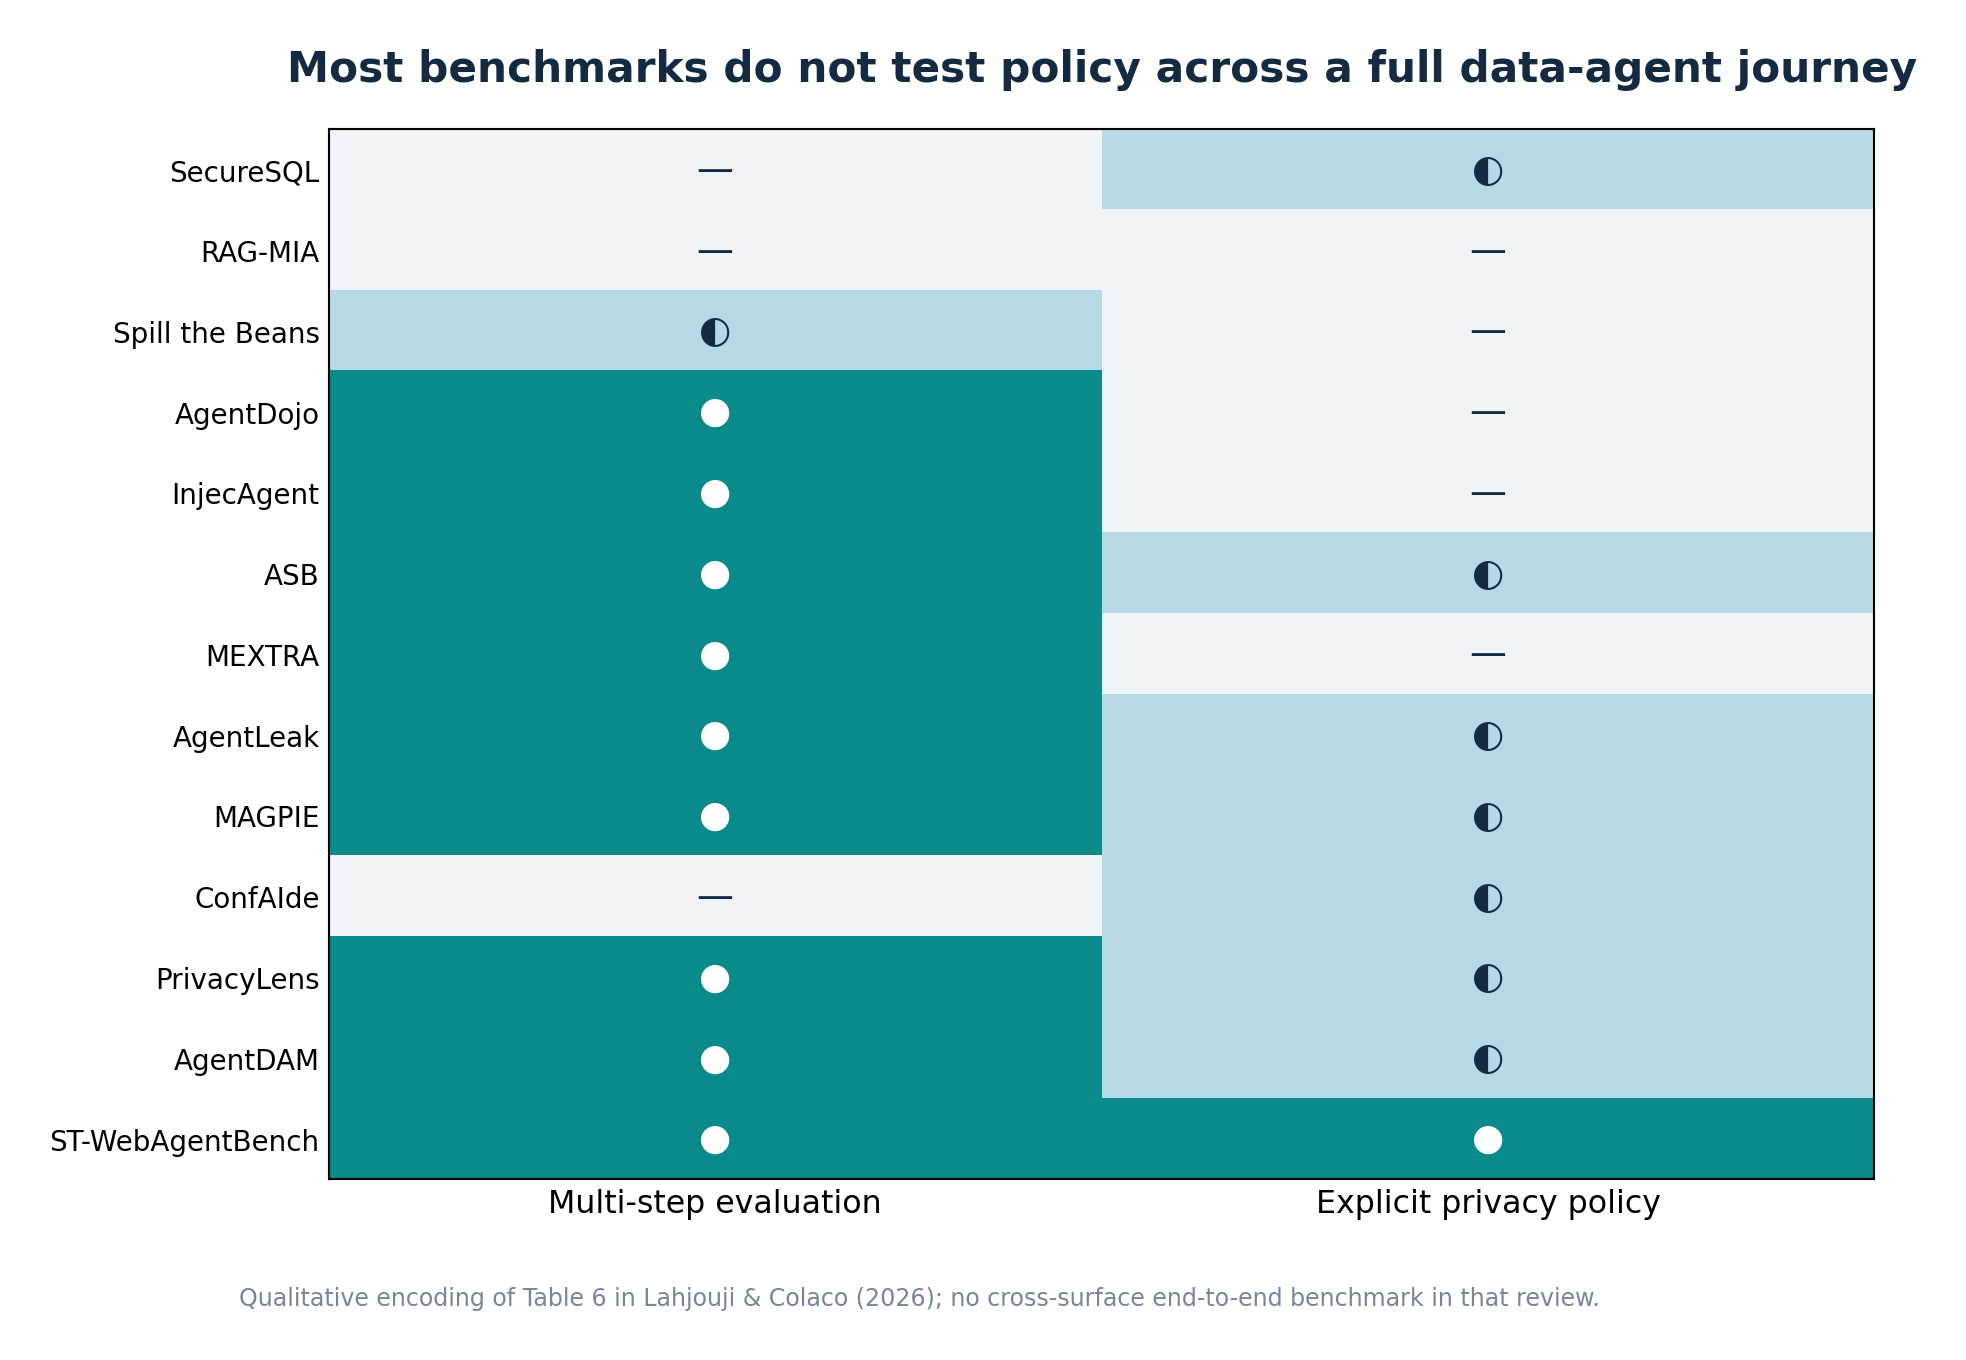 Most benchmarks do not test policy across a full data-agent journey
SecureSQL — ◐
RAG-MIA — —
Spill the Beans ◐ —
AgentDojo ● —
InjecAgent ● —
ASB ● ◐
MEXTRA ● —
AgentLeak ● ◐
MAGPIE ● ◐
ConfAIde — ◐
PrivacyLens ● ◐
AgentDAM ● ◐
ST-WebAgentBench ● ●
Multi-step evaluation Explicit privacy policy
Qualitative encoding of Table 6 in Lahjouji & Colaco (2026); no cross-surface end-to-end benchmark in that review.